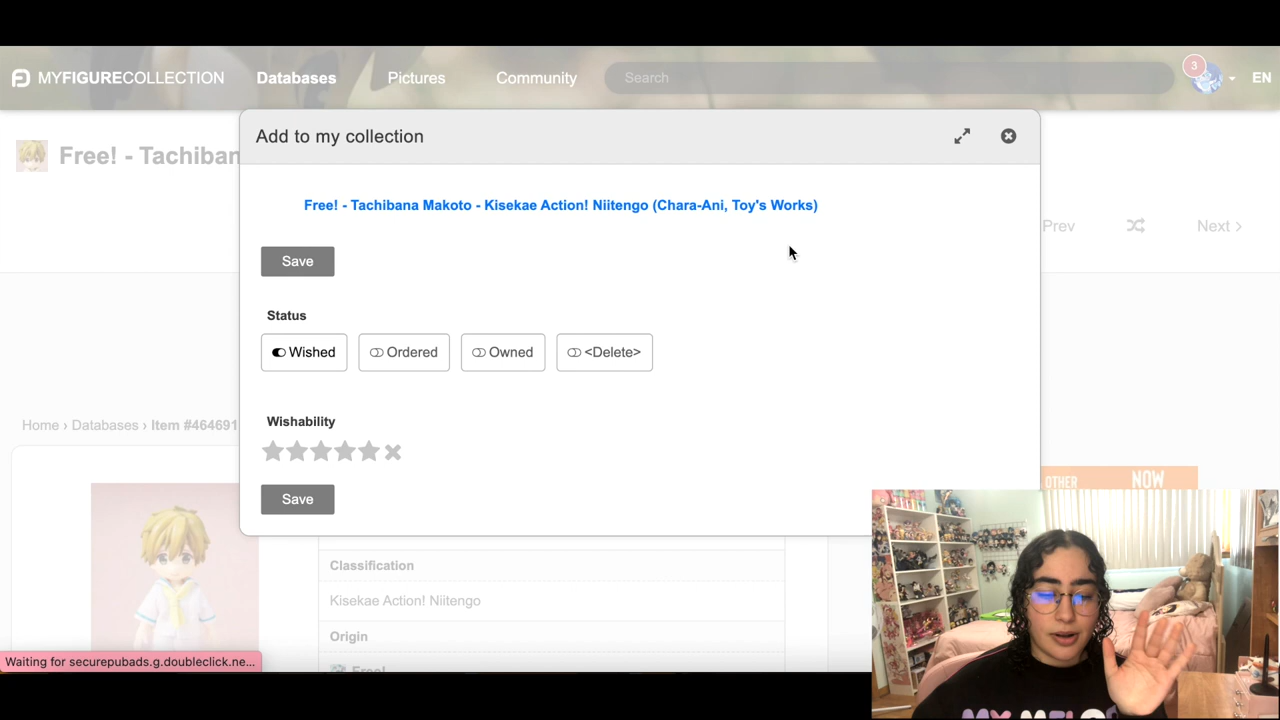 MYFIGURECOLLECTION Databases Pictures Community Search 3 EN
Add to my collection
Free! - Tachiban
Free! - Tachibana Makoto - Kisekae Action! Niitengo (Chara-Ani, Toy's Works)
Prev Next >
Save
Status
Wished Ordered Owned <Delete>
Wishability
Home › Databases › Item #464691
OTHER NOW
Save
Classification
Kisekae Action! Niitengo
Origin
Free!
Waiting for securepubads.g.doubleclick.ne...